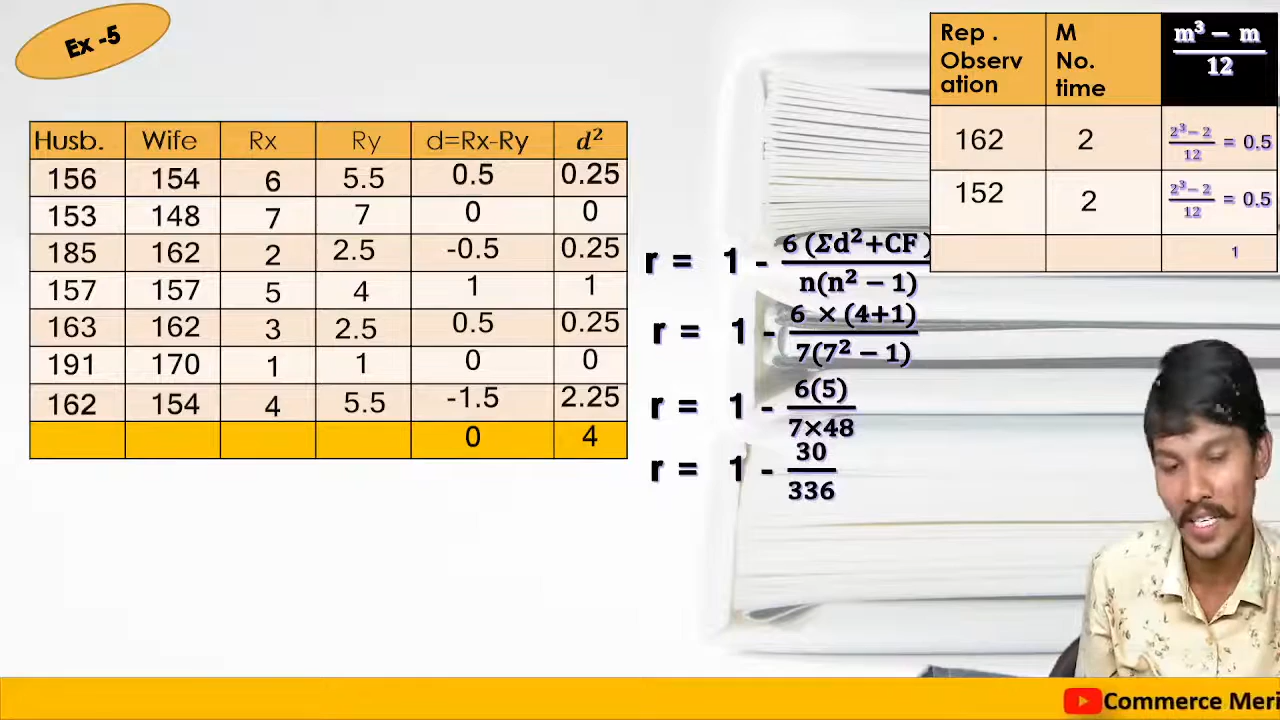 Ex -5
Husb. Wife Rx Ry d=Rx-Ry d²
156 154 6 5.5 0.5 0.25
153 148 7 7 0 0
185 162 2 2.5 -0.5 0.25
157 157 5 4 1 1
163 162 3 2.5 0.5 0.25
191 170 1 1 0 0
162 154 4 5.5 -1.5 2.25
0 4
r = 1 - 6 (Σd²+CF) / n(n² − 1)
r = 1 - 6 × (4+1) / 7(7² − 1)
r = 1 - 6(5) / 7×48
r = 1 - 30 / 336
Rep . Observ ation M No. time m³ − m / 12
162 2 2³− 2 / 12 = 0.5
152 2 2³− 2 / 12 = 0.5
1
Commerce Meri